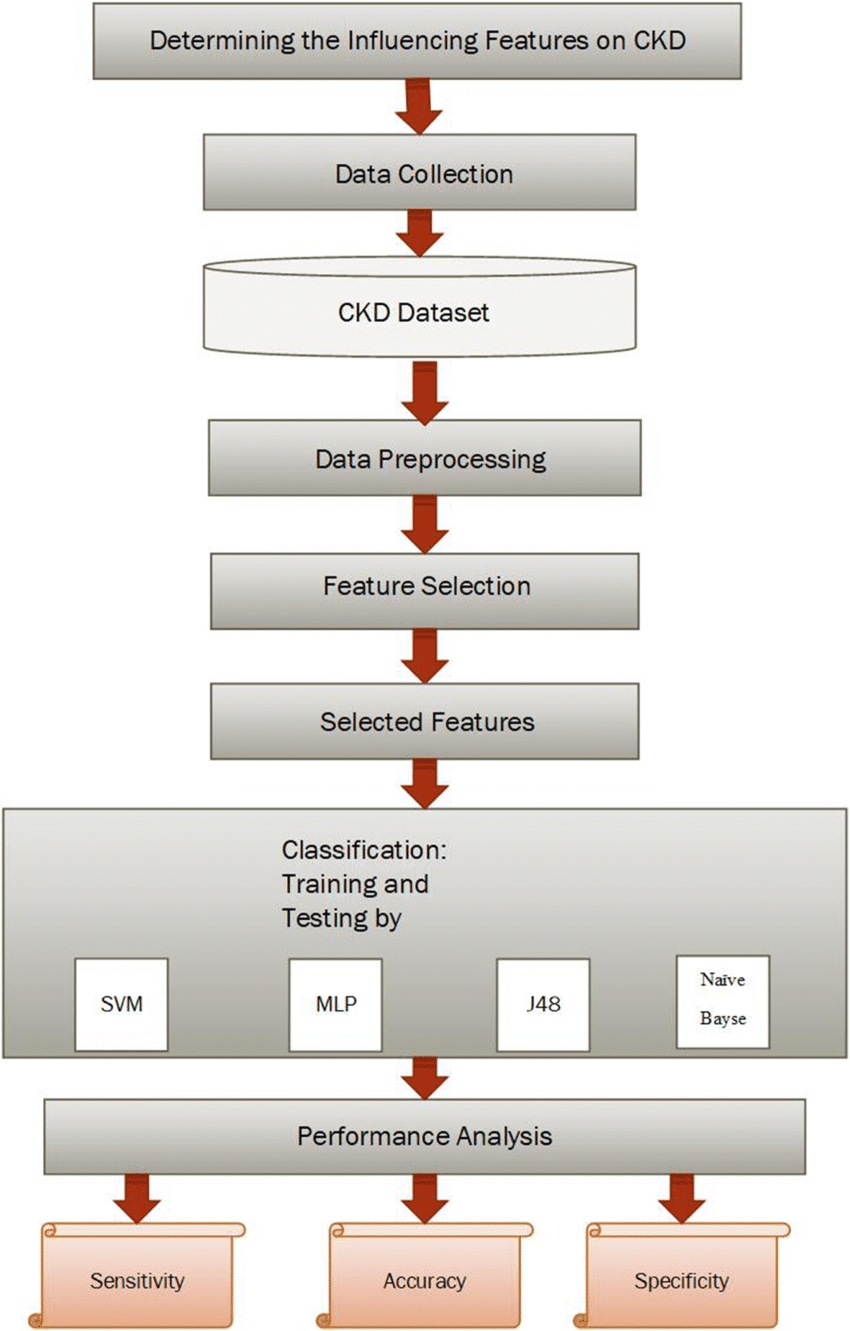 Determining the Influencing Features on CKD
Data Collection
CKD Dataset
Data Preprocessing
Feature Selection
Selected Features
Classification:
Training and
Testing by
SVM
MLP
J48
Naïve
Bayse
Performance Analysis
Sensitivity
Accuracy
Specificity